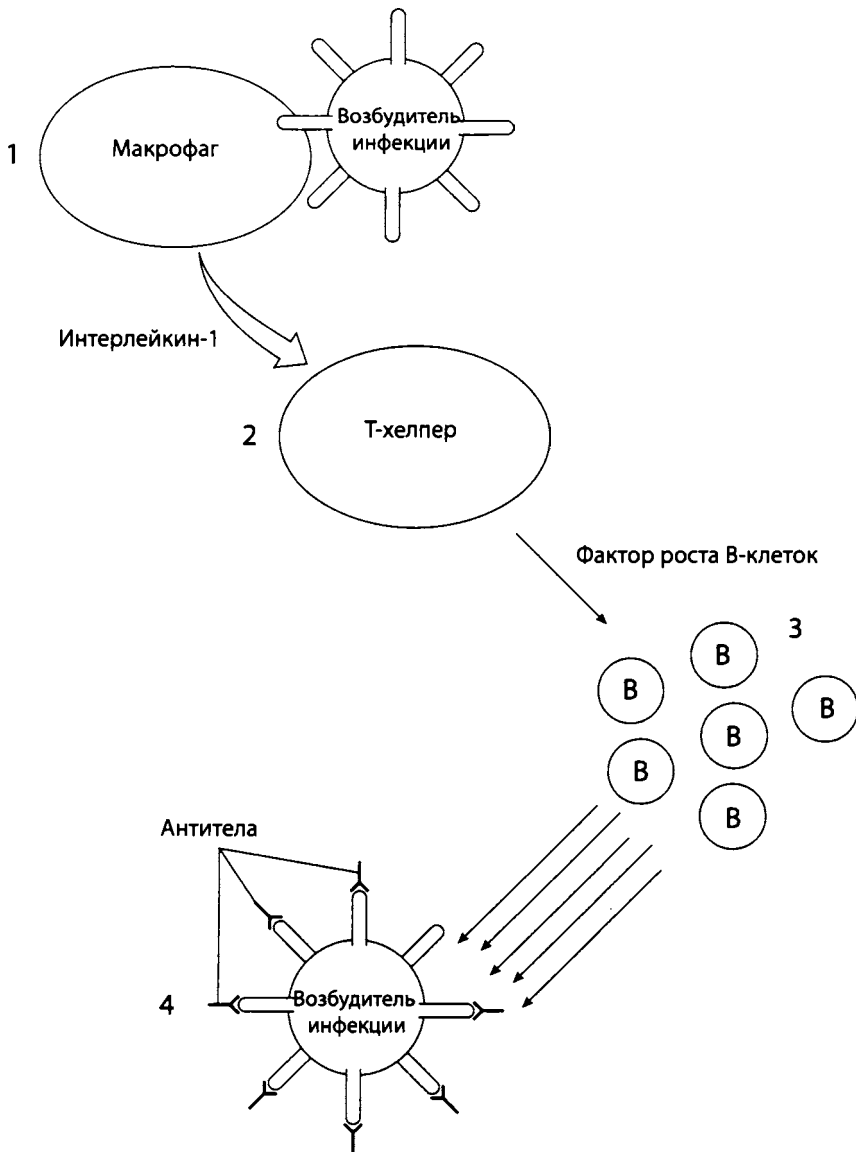 1
Макрофаг
Возбудитель
инфекции
Интерлейкин-1
2
Т-хелпер
Фактор роста В-клеток
3
В
В
В
В
В
В
Антитела
4
Возбудитель
инфекции